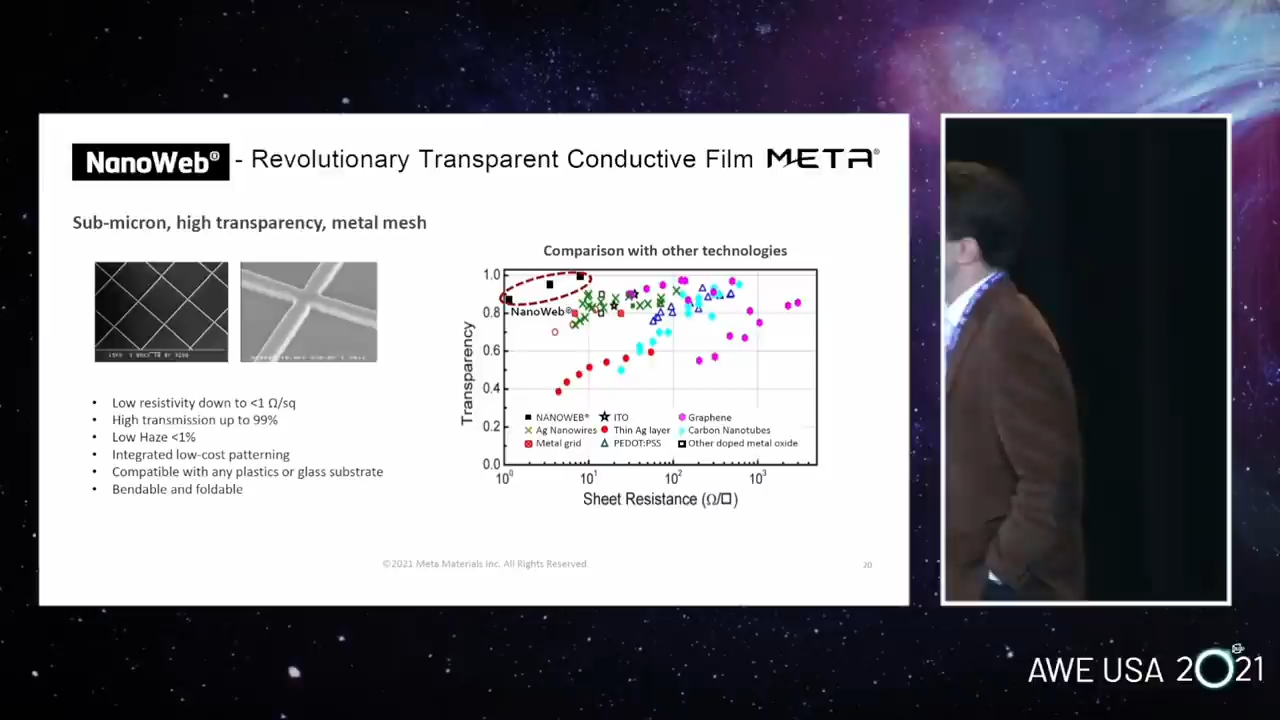 NanoWeb® - Revolutionary Transparent Conductive Film META®
Sub-micron, high transparency, metal mesh
• Low resistivity down to <1 Ω/sq
• High transmission up to 99%
• Low Haze <1%
• Integrated low-cost patterning
• Compatible with any plastics or glass substrate
• Bendable and foldable
Comparison with other technologies
Transparency
1.0
0.8
0.6
0.4
0.2
0.0
NanoWeb®
NANOWEB® ITO Graphene
Ag Nanowires Thin Ag layer Carbon Nanotubes
Metal grid PEDOT:PSS Other doped metal oxide
10⁰ 10¹ 10² 10³
Sheet Resistance (Ω/□)
©2021 Meta Materials Inc. All Rights Reserved.
20
AWE USA 2021